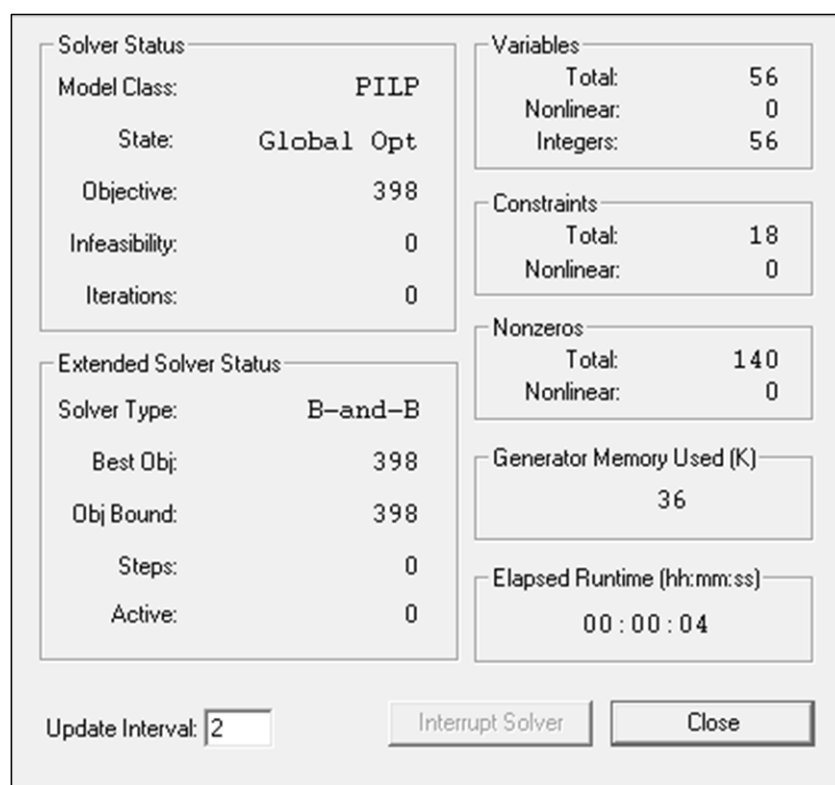 Solver Status
Model Class: PILP
State: Global Opt
Objective: 398
Infeasibility: 0
Iterations: 0
Extended Solver Status
Solver Type: B-and-B
Best Obj: 398
Obj Bound: 398
Steps: 0
Active: 0
Variables
Total: 56
Nonlinear: 0
Integers: 56
Constraints
Total: 18
Nonlinear: 0
Nonzeros
Total: 140
Nonlinear: 0
Generator Memory Used (K)
36
Elapsed Runtime (hh:mm:ss)
00:00:04
Update Interval: 2
Interrupt Solver
Close